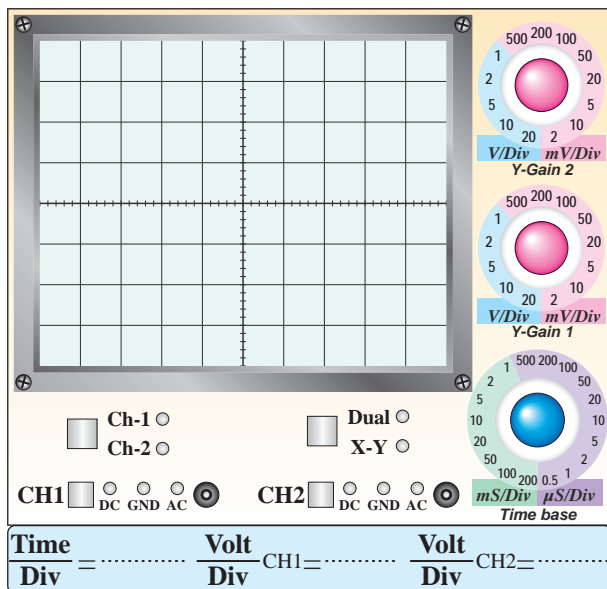 500 200 100
1 50
2 20
5 10
10 5
20 2
V/Div mV/Div
Y-Gain 2
500 200 100
1 50
2 20
5 10
10 5
20 2
V/Div mV/Div
Y-Gain 1
1 500 200 100
2 50
5 20
10 10
20 5
50 2
100 200 0.5 1
mS/Div µS/Div
Time base
Ch-1
Ch-2
Dual
X-Y
CH1 DC GND AC
CH2 DC GND AC
Time
Div = ............
Volt
Div CH1= ............
Volt
Div CH2= ............